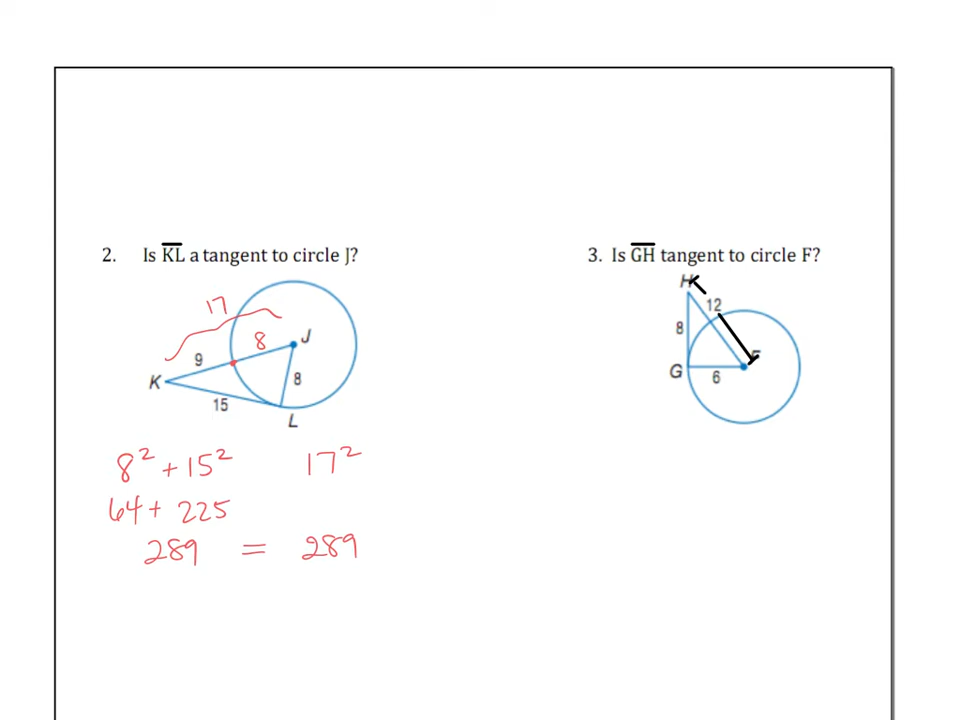 2. Is KL a tangent to circle J?
17
8
J
9
K
8
15
L
8² + 15² 17²
64 + 225
289 = 289
3. Is GH tangent to circle F?
H
12
8
G
6